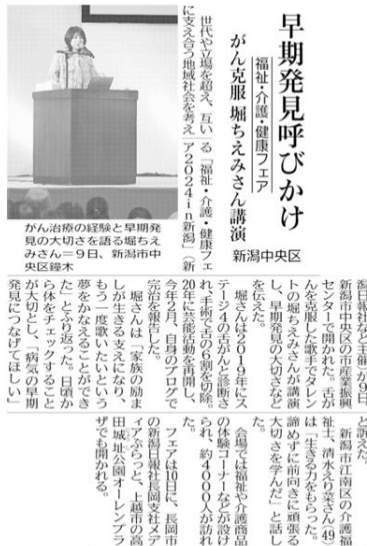 早期発見呼びかけ
福祉・介護・健康フェア
がん克服 堀ちえみさん講演
新潟中央区
世代や立場を超え、互い
に支え合う地域社会を考え
る「福祉・介護・健康フェ
ア2024in新潟」(新
潟日報社など主催)が9日、
新潟市中央区の市産業振興
センターで開かれた。舌が
んを克服した歌手でタレン
トの堀ちえみさんが講演
し、早期発見の大切さなど
を伝えた。
堀さんは2019年にス
テージ4の舌がんと診断さ
れ、手術で舌の6割を切除。
20年に芸能活動を再開し、
今年2月、自身のブログで
完治を報告した。
堀さんは「家族の励ま
しが生きる支えになり、
もう一度歌いたいという
夢をかなえることができ
た」とふり返った。日頃か
ら体をチェックすること
が大切とし、「病気の早期
発見につなげてほしい」
と訴えた。
新潟市江南区の介護福
祉士、清水えり菜さん(49)
は「生きる力をもらった。
諦めずに前向きに頑張る
大切さを学んだ」と話し
た。
会場では福祉や介護商品
の体験コーナーなどが設け
られ、約4000人が訪れ
た。
フェアは10日に、長岡市
の新潟日報社長岡支社メデ
ィアぷらっと、上越市の高
田城址公園オーレンプラ
ザでも開かれる。
がん治療の経験と早期発
見の大切さを語る堀ちえ
みさん=9日、新潟市中
央区鐘木